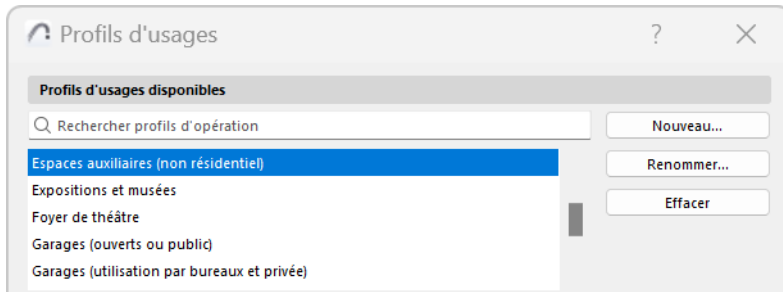 Profils d'usages
?
Profils d'usages disponibles
Rechercher profils d'opération
Nouveau...
Espaces auxiliaires (non résidentiel)
Renommer...
Expositions et musées
Effacer
Foyer de théâtre
Garages (ouverts ou public)
Garages (utilisation par bureaux et privée)